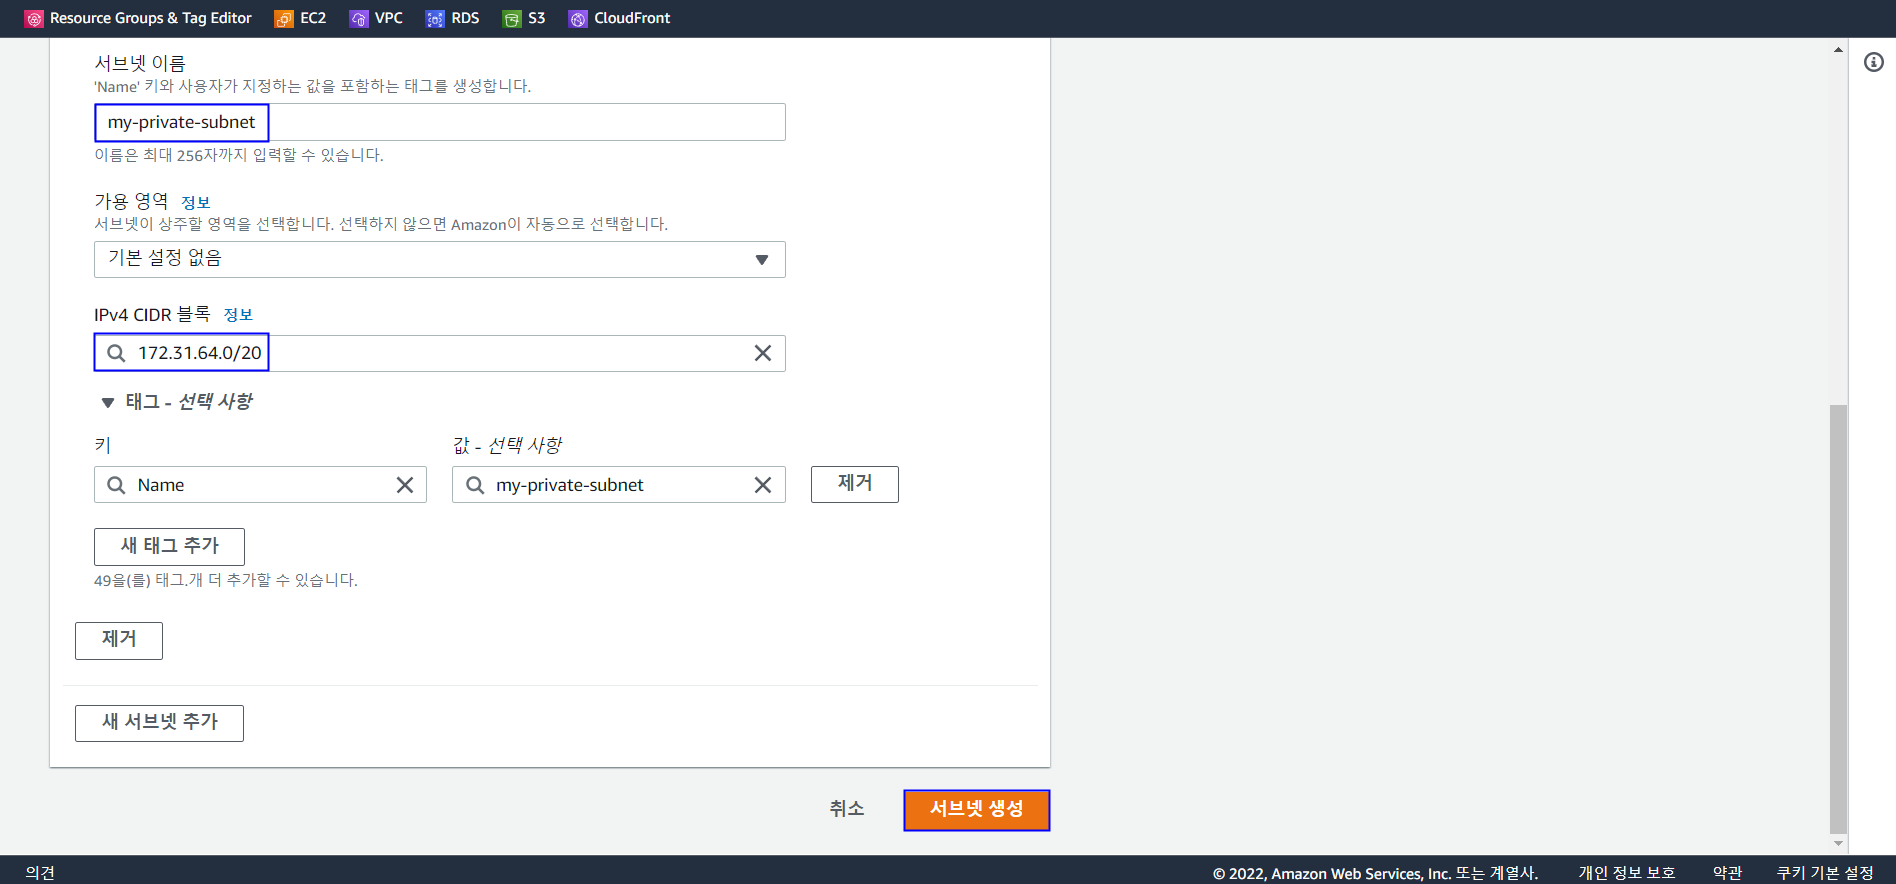 Resource Groups & Tag Editor EC2 VPC RDS S3 CloudFront
서브넷 이름
'Name' 키와 사용자가 지정하는 값을 포함하는 태그를 생성합니다.
my-private-subnet
이름은 최대 256자까지 입력할 수 있습니다.
가용 영역 정보
서브넷이 상주할 영역을 선택합니다. 선택하지 않으면 Amazon이 자동으로 선택합니다.
기본 설정 없음
IPv4 CIDR 블록 정보
172.31.64.0/20
태그 - 선택 사항
키 값 - 선택 사항
Name my-private-subnet 제거
새 태그 추가
49을(를) 태그.개 더 추가할 수 있습니다.
제거
새 서브넷 추가
취소 서브넷 생성
의견 © 2022, Amazon Web Services, Inc. 또는 계열사. 개인 정보 보호 약관 쿠키 기본 설정